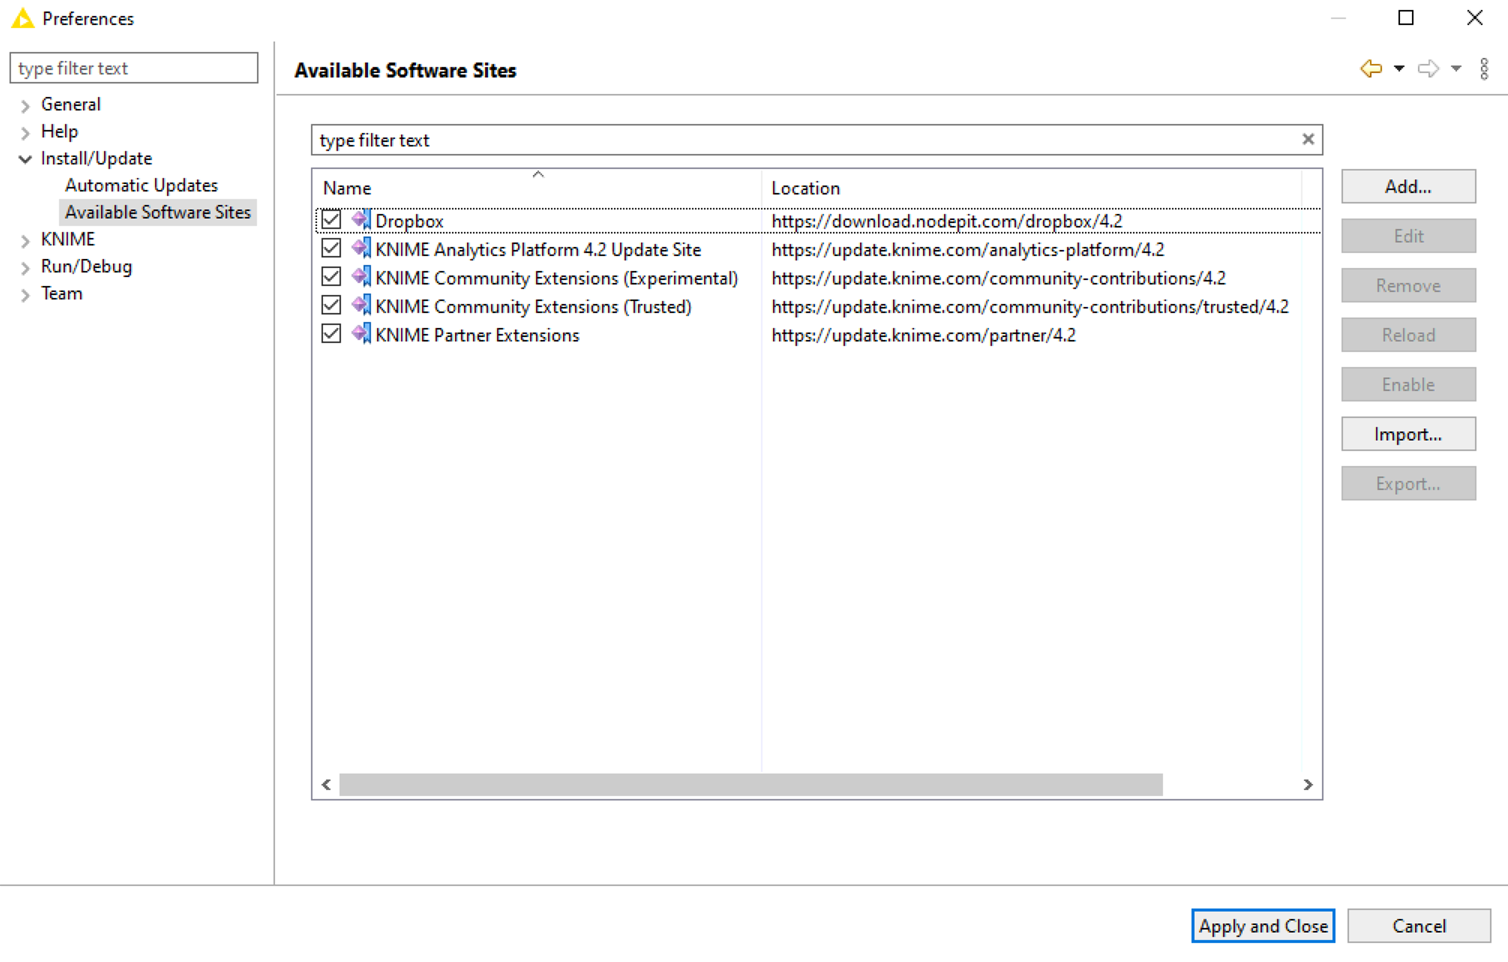 Preferences
type filter text
General
Help
Install/Update
Automatic Updates
Available Software Sites
KNIME
Run/Debug
Team
Available Software Sites
type filter text
Name Location
Dropbox https://download.nodepit.com/dropbox/4.2
KNIME Analytics Platform 4.2 Update Site https://update.knime.com/analytics-platform/4.2
KNIME Community Extensions (Experimental) https://update.knime.com/community-contributions/4.2
KNIME Community Extensions (Trusted) https://update.knime.com/community-contributions/trusted/4.2
KNIME Partner Extensions https://update.knime.com/partner/4.2
Add...
Edit
Remove
Reload
Enable
Import...
Export...
Apply and Close
Cancel